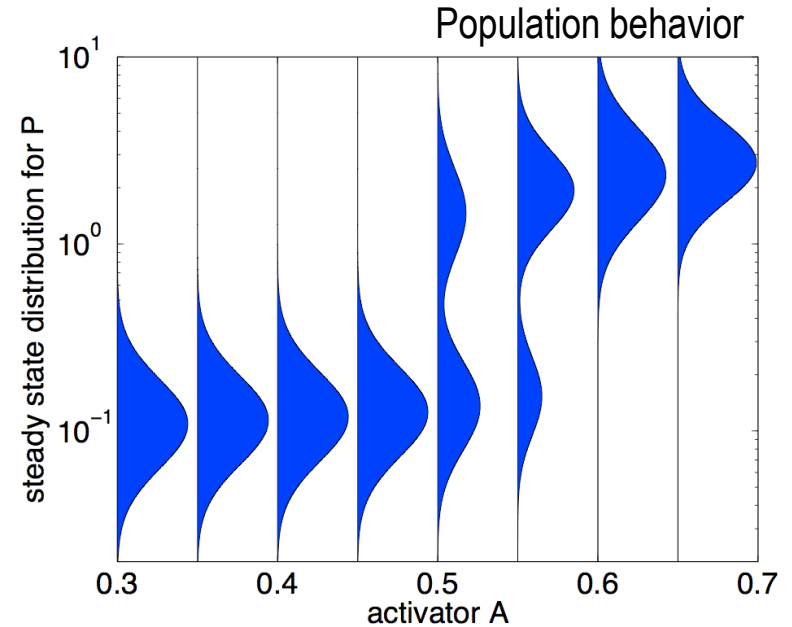 Population behavior
steady state distribution for P
10^1
10^0
10^−1
0.3 0.4 0.5 0.6 0.7
activator A